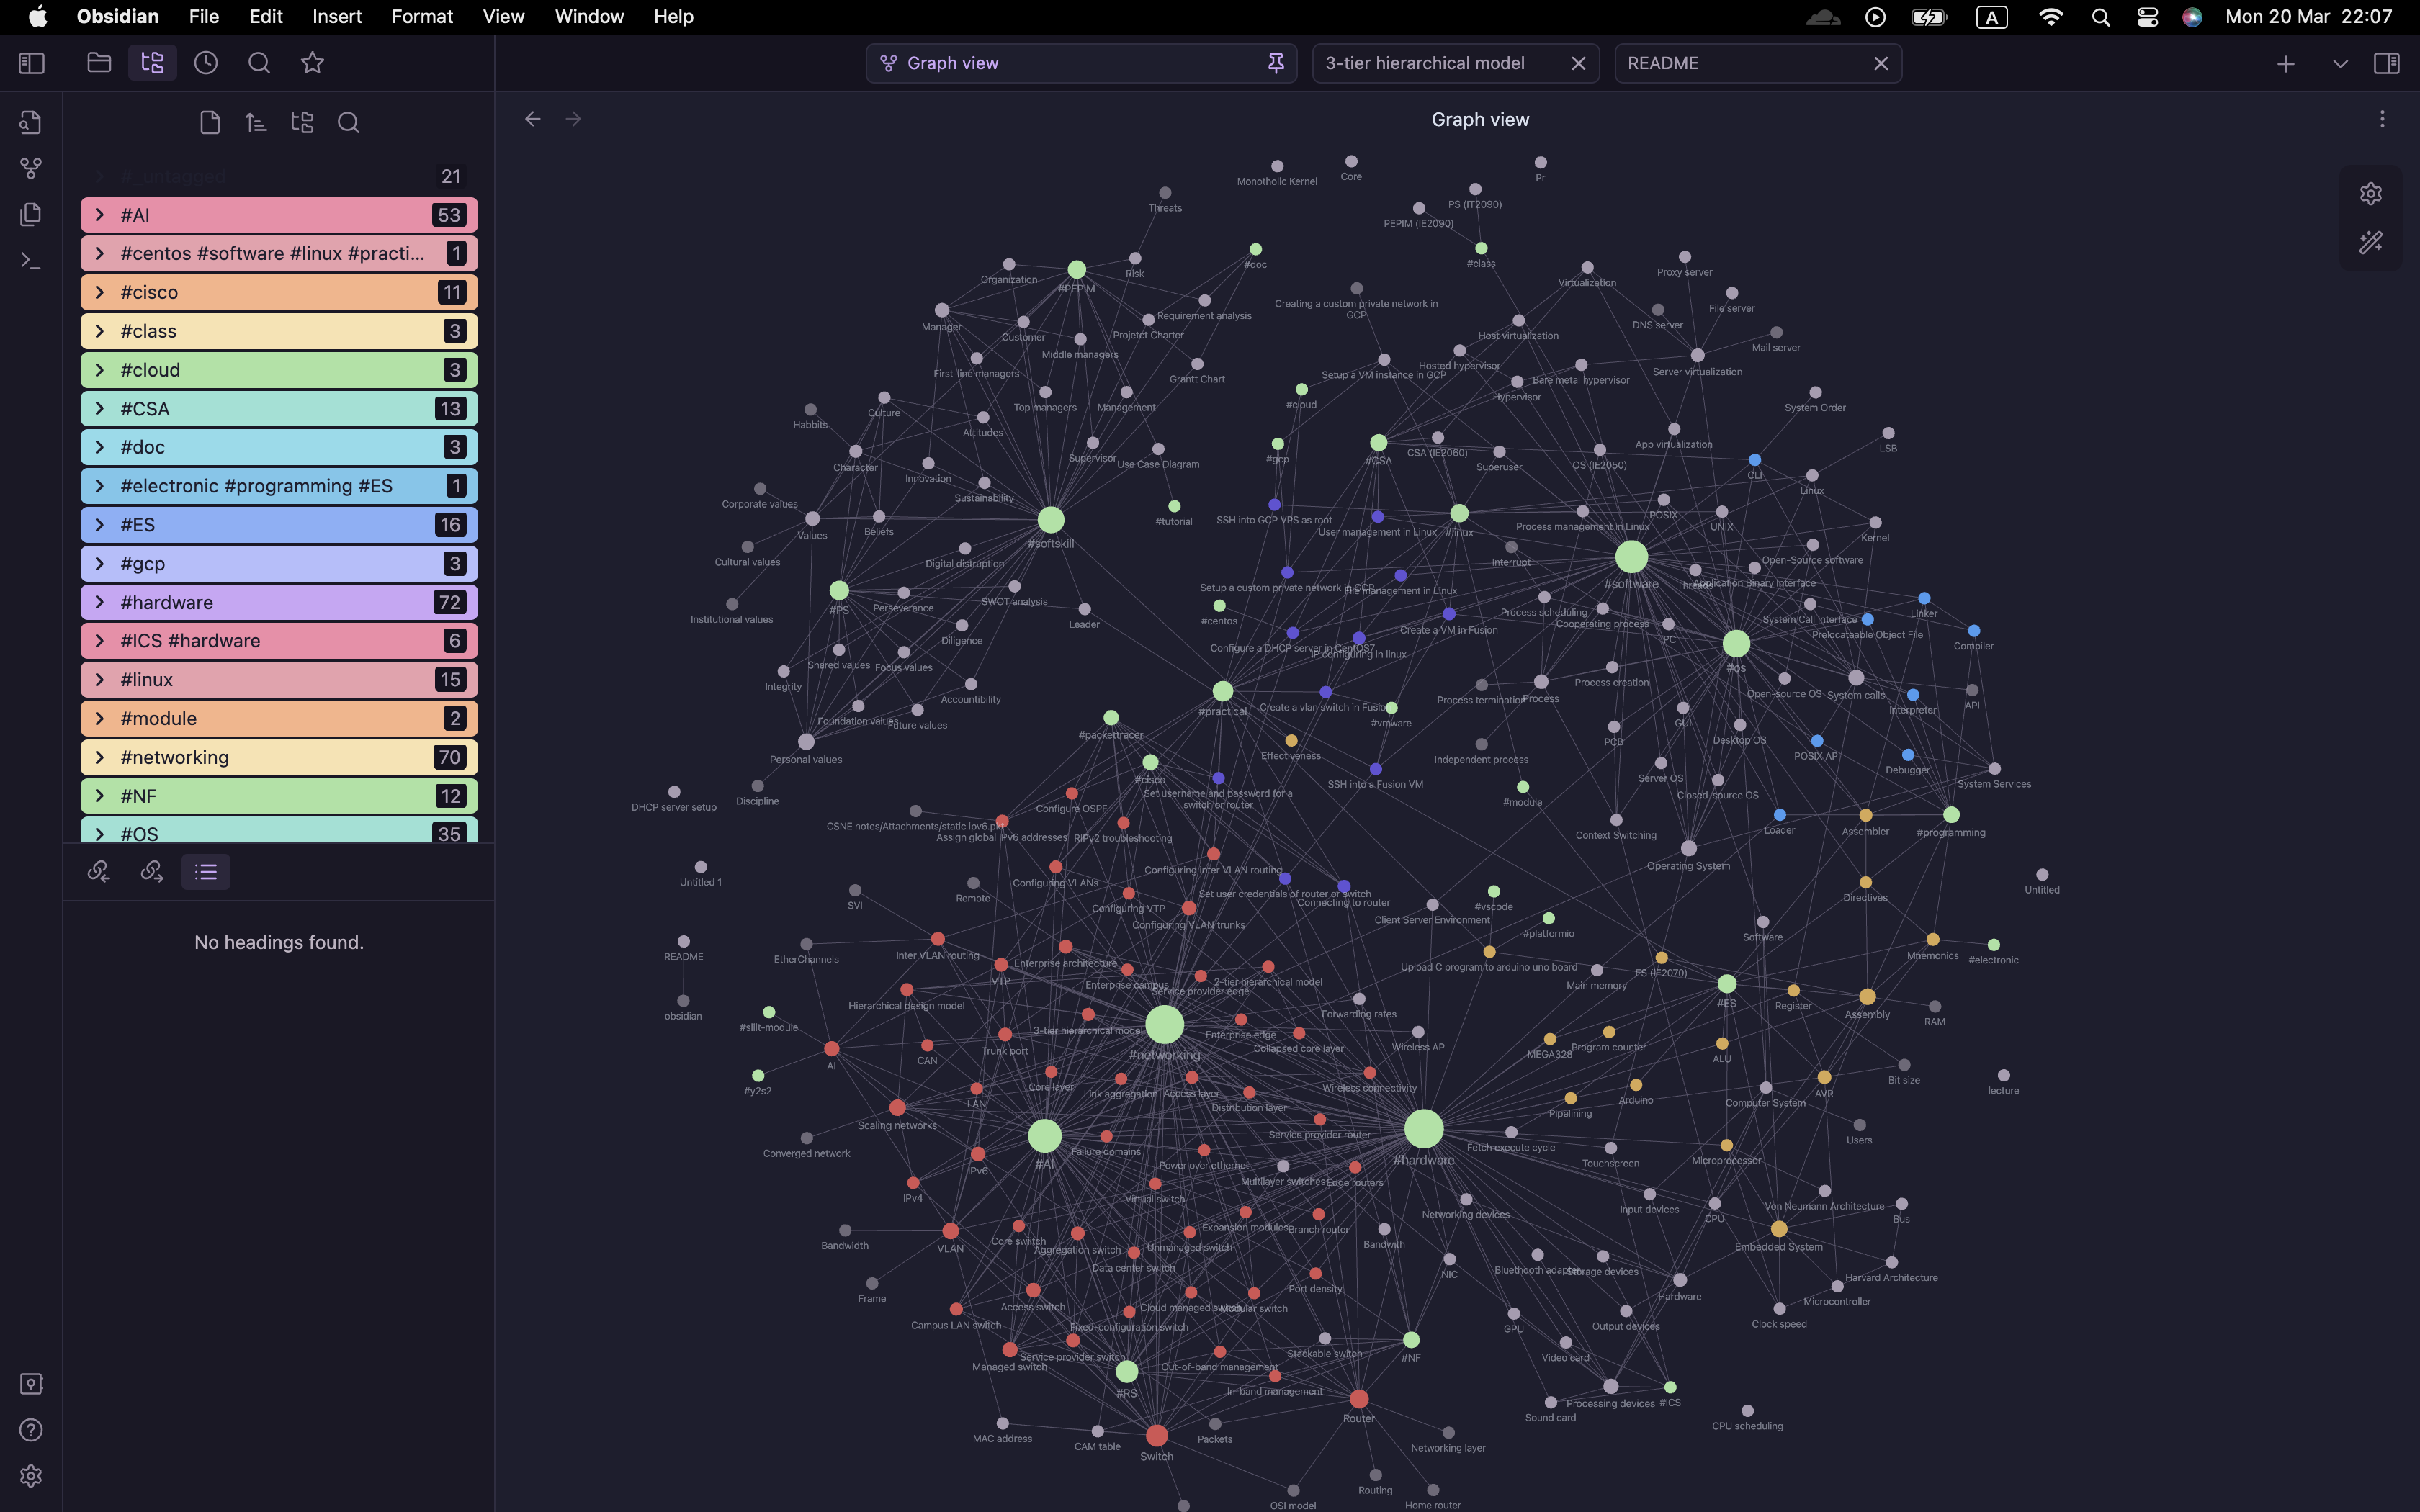 Obsidian File Edit Insert Format View Window Help
A
Mon 20 Mar 22:07
Graph view
3-tier hierarchical model
README
Graph view
#_untagged 21
#AI 53
#centos #software #linux #practi... 1
#cisco 11
#class 3
#cloud 3
#CSA 13
#doc 3
#electronic #programming #ES 1
#ES 16
#gcp 3
#hardware 72
#ICS #hardware 6
#linux 15
#module 2
#networking 70
#NF 12
#OS 35
No headings found.
Monotholic Kernel
Core
Pr
Threats
PS (IT2090)
PEPIM (IE2090)
#doc
#class
Organization
Risk
#PEPIM
Proxy server
Virtualization
Creating a custom private network in
GCP
File server
Requirement analysis
Manager
DNS server
Customer
Projetct Charter
Host virtualization
Mail server
Middle managers
First-line managers
Hosted hypervisor
Setup a VM instance in GCP
Server virtualization
Grantt Chart
Bare metal hypervisor
Hypervisor
#cloud
Top managers
Management
System Order
Culture
Habbits
Attitudes
App virtualization
LSB
Supervisor
CSA (IE2060)
#gcp
#CSA
Use Case Diagram
OS (IE2050)
Superuser
Character
CLI
Innovation
Linux
Sustainability
Corporate values
POSIX
#tutorial
SSH into GCP VPS as root
Process management in Linux
UNIX
Beliefs
User management in Linux
#linux
Values
Kernel
#softskill
Open-Source software
Cultural values
Digital distruption
Interrupt
#software
Threads
Application Binary Interface
Setup a custom private network in GCP
File management in Linux
SWOT analysis
Perseverance
#PS
Process scheduling
Linker
Institutional values
#centos
System Call Interface
Leader
Cooperating process
Create a VM in Fusion
Prelocateable Object File
Diligence
IPC
Compiler
Configure a DHCP server in CentOS7
IP configuring in linux
Shared values
Focus values
#os
Process creation
Integrity
Open-source OS
System calls
Accountibility
Process termination
Process
API
Create a vlan switch in Fusion
Interpreter
#practical
Foundation values
Future values
#vmware
GUI
#packettracer
Desktop OS
PCB
Effectiveness
POSIX API
Personal values
Independent process
Debugger
#cisco
Server OS
SSH into a Fusion VM
System Services
Set username and password for a
switch or router
Closed-source OS
Discipline
#module
DHCP server setup
Configure OSPF
CSNE notes/Attachments/static ipv6.pkt
Loader
Assembler
#programming
Context Switching
Assign global IPv6 addresses
RIPv2 troubleshooting
Operating System
Configuring inter VLAN routing
Untitled 1
Configuring VLANs
Untitled
Set user credentials of router or switch
Remote
Directives
Connecting to router
SVI
#vscode
Configuring VTP
Client Server Environment
Configuring VLAN trunks
#platformio
Software
Inter VLAN routing
README
EtherChannels
Mnemonics
#electronic
Enterprise architecture
Upload C program to arduino uno board
ES (IE2070)
VTP
2-tier hierarchical model
Enterprise campus
Main memory
Service provider edge
#ES
Hierarchical design model
Register
Forwarding rates
Assembly
obsidian
RAM
#sliit-module
3-tier hierarchical model
Enterprise edge
Wireless AP
Program counter
Collapsed core layer
Trunk port
#networking
MEGA328
ALU
CAN
AI
Bit size
Core layer
Wireless connectivity
#y2s2
lecture
Link aggregation
Access layer
AVR
Arduino
Computer System
LAN
Distribution layer
Pipelining
Scaling networks
Service provider router
Users
Fetch execute cycle
Converged network
Failure domains
#hardware
Microprocessor
#AI
Power over ethernet
Touchscreen
IPv6
Multilayer switches
Edge routers
IPv4
Virtual switch
Von Neumann Architecture
Input devices
Networking devices
CPU
Bus
Expansion modules
Branch router
Core switch
Bandwidth
Bandwith
VLAN
Unmanaged switch
Aggregation switch
Embedded System
Data center switch
Bluethooth adapter
Storage devices
NIC
Harvard Architecture
Port density
Frame
Hardware
Microcontroller
Access switch
Cloud managed switch
Modular switch
Clock speed
Campus LAN switch
Fixed-configuration switch
Output devices
GPU
Stackable switch
Service provider switch
#NF
Video card
Managed switch
Out-of-band management
#RS
In-band management
Processing devices
#ICS
Sound card
Router
CPU scheduling
MAC address
Packets
CAM table
Networking layer
Switch
Routing
OSI model
Home router